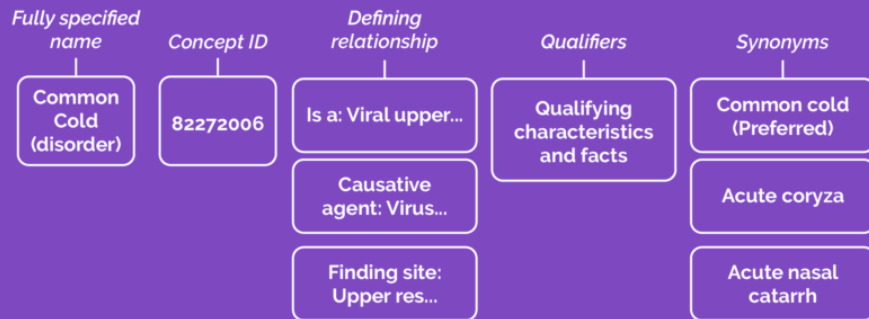 Fully specified
name
Concept ID
Defining
relationship
Qualifiers
Synonyms
Common
Cold
(disorder)
82272006
Is a: Viral upper...
Causative
agent: Virus...
Finding site:
Upper res...
Qualifying
characteristics
and facts
Common cold
(Preferred)
Acute coryza
Acute nasal
catarrh